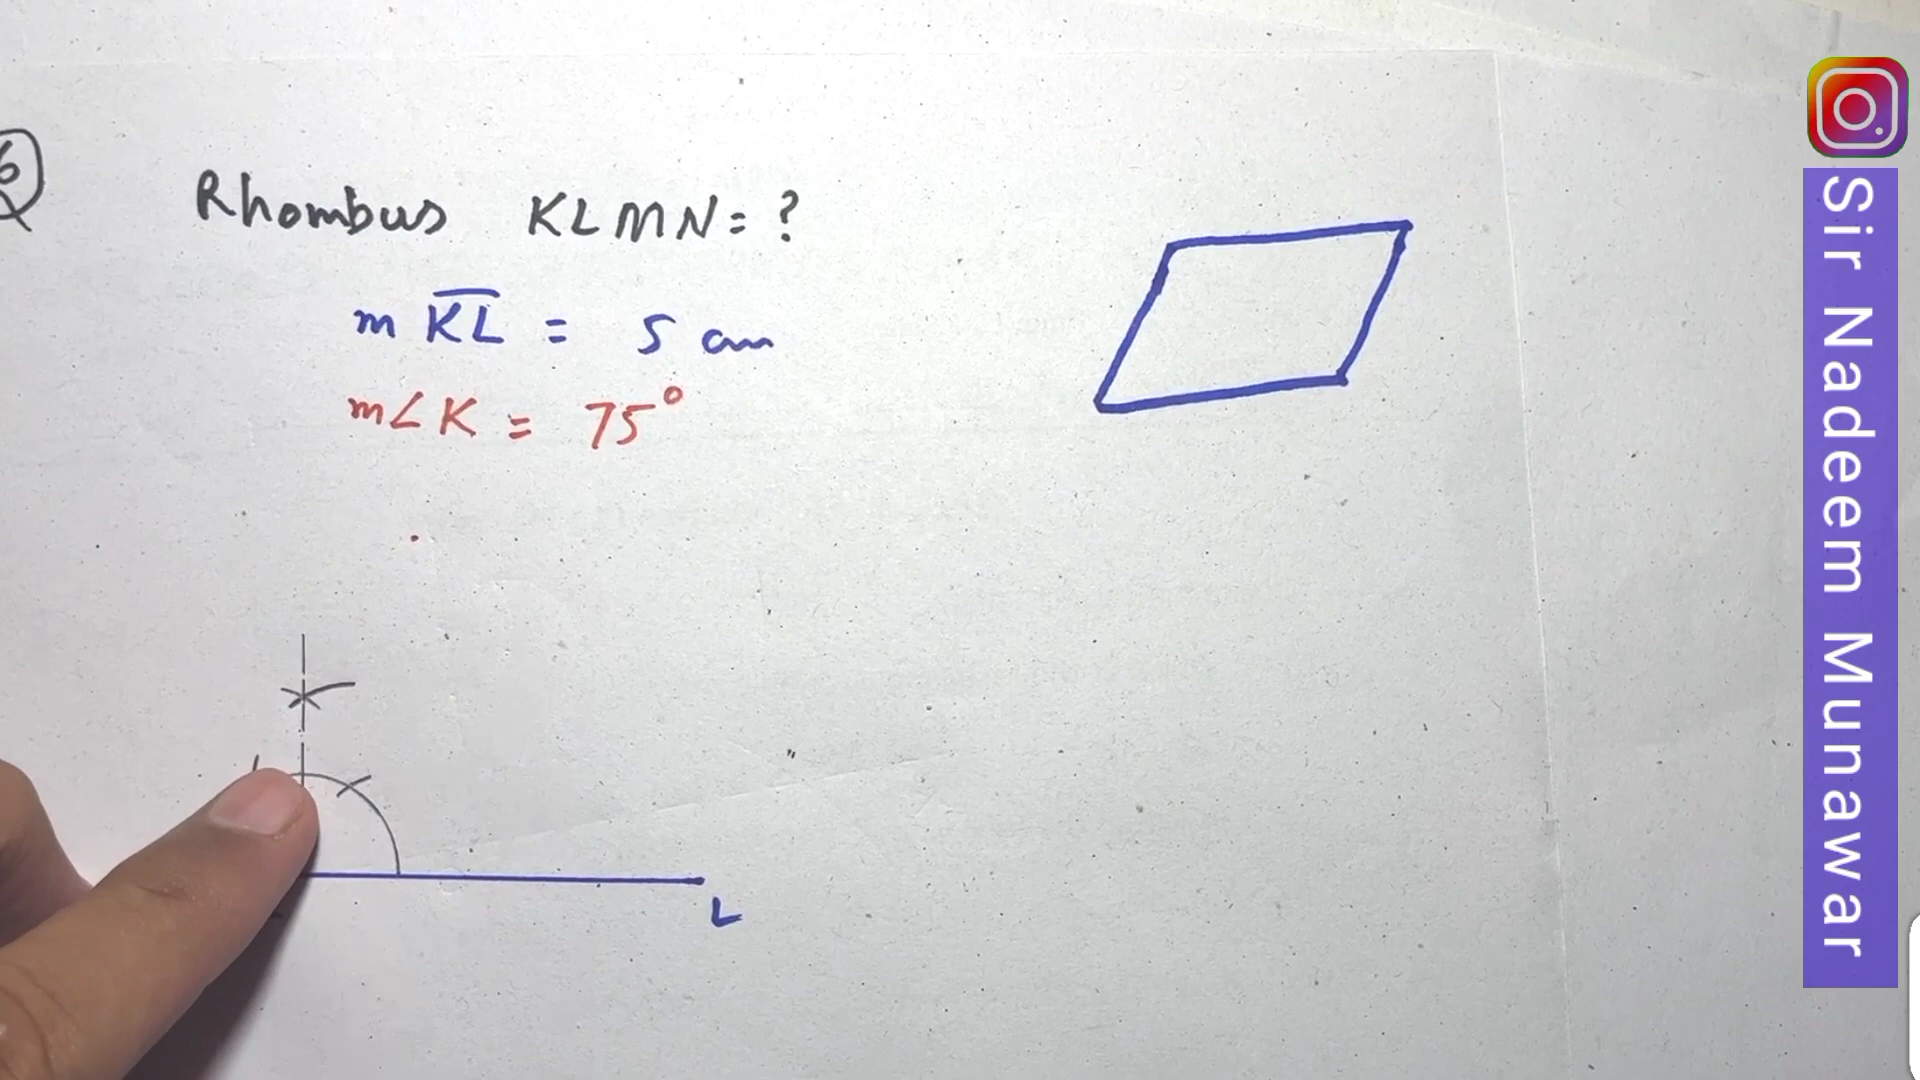 6
Rhombus KLMN = ?
m KL = 5 cm
m∠K = 75°
L
Sir Nadeem Munawar